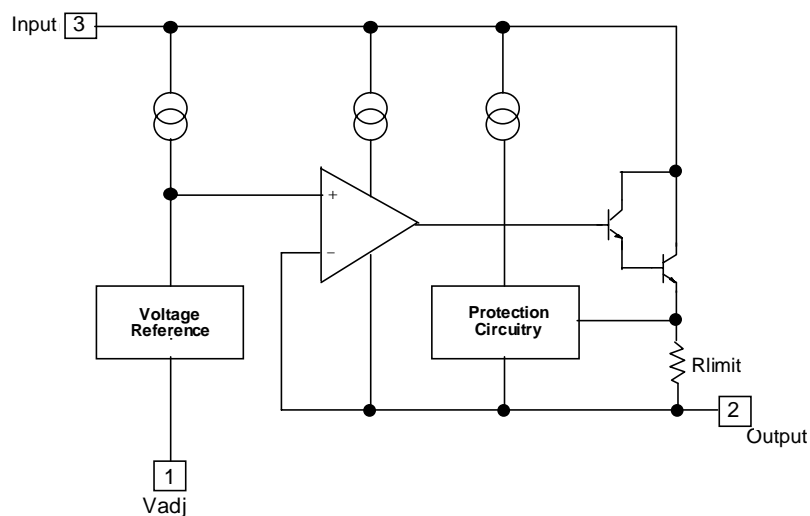 Input 3
+
−
Voltage
Reference
Protection
Circuitry
Rlimit
2
Output
1
Vadj